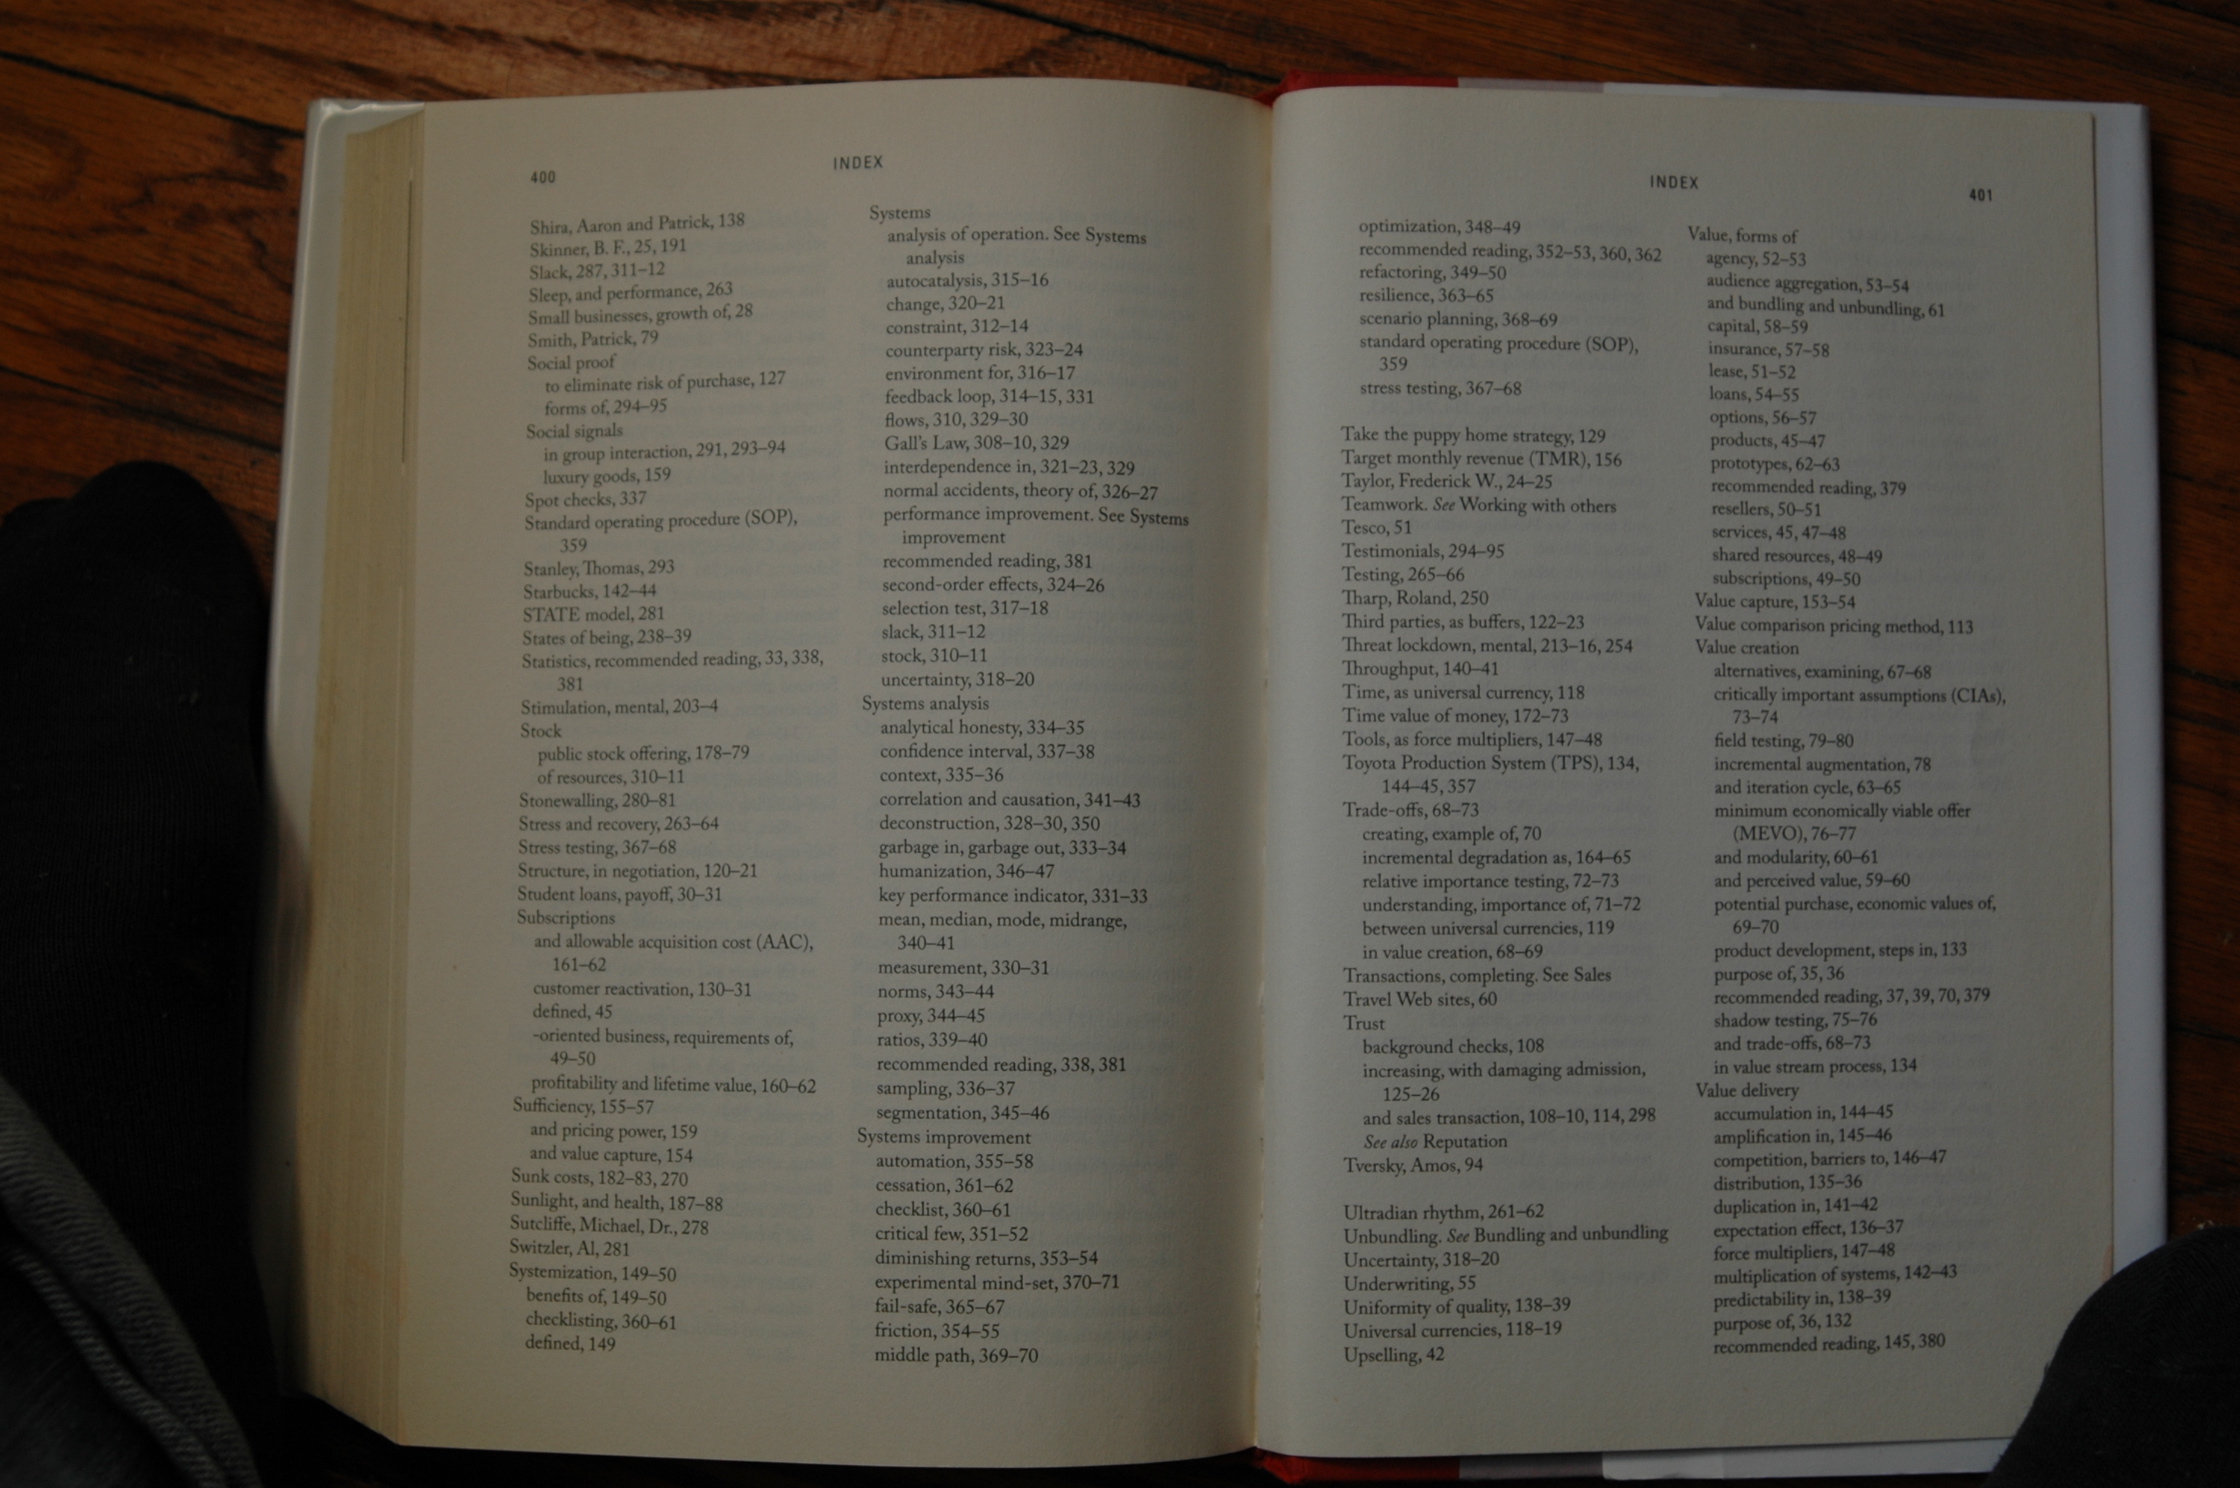 400
INDEX
Shira, Aaron and Patrick, 138
Skinner, B. F., 25, 191
Slack, 287, 311–12
Sleep, and performance, 263
Small businesses, growth of, 28
Smith, Patrick, 79
Social proof
to eliminate risk of purchase, 127
forms of, 294–95
Social signals
in group interaction, 291, 293–94
luxury goods, 159
Spot checks, 337
Standard operating procedure (SOP),
359
Stanley, Thomas, 293
Starbucks, 142–44
STATE model, 281
States of being, 238–39
Statistics, recommended reading, 33, 338,
381
Stimulation, mental, 203–4
Stock
public stock offering, 178–79
of resources, 310–11
Stonewalling, 280–81
Stress and recovery, 263–64
Stress testing, 367–68
Structure, in negotiation, 120–21
Student loans, payoff, 30–31
Subscriptions
and allowable acquisition cost (AAC),
161–62
customer reactivation, 130–31
defined, 45
-oriented business, requirements of,
49–50
profitability and lifetime value, 160–62
Sufficiency, 155–57
and pricing power, 159
and value capture, 154
Sunk costs, 182–83, 270
Sunlight, and health, 187–88
Sutcliffe, Michael, Dr., 278
Switzler, Al, 281
Systemization, 149–50
benefits of, 149–50
checklisting, 360–61
defined, 149
Systems
analysis of operation. See Systems
analysis
autocatalysis, 315–16
change, 320–21
constraint, 312–14
counterparty risk, 323–24
environment for, 316–17
feedback loop, 314–15, 331
flows, 310, 329–30
Gall's Law, 308–10, 329
interdependence in, 321–23, 329
normal accidents, theory of, 326–27
performance improvement. See Systems
improvement
recommended reading, 381
second-order effects, 324–26
selection test, 317–18
slack, 311–12
stock, 310–11
uncertainty, 318–20
Systems analysis
analytical honesty, 334–35
confidence interval, 337–38
context, 335–36
correlation and causation, 341–43
deconstruction, 328–30, 350
garbage in, garbage out, 333–34
humanization, 346–47
key performance indicator, 331–33
mean, median, mode, midrange,
340–41
measurement, 330–31
norms, 343–44
proxy, 344–45
ratios, 339–40
recommended reading, 338, 381
sampling, 336–37
segmentation, 345–46
Systems improvement
automation, 355–58
cessation, 361–62
checklist, 360–61
critical few, 351–52
diminishing returns, 353–54
experimental mind-set, 370–71
fail-safe, 365–67
friction, 354–55
middle path, 369–70
INDEX
401
optimization, 348–49
recommended reading, 352–53, 360, 362
refactoring, 349–50
resilience, 363–65
scenario planning, 368–69
standard operating procedure (SOP),
359
stress testing, 367–68
Take the puppy home strategy, 129
Target monthly revenue (TMR), 156
Taylor, Frederick W., 24–25
Teamwork. See Working with others
Tesco, 51
Testimonials, 294–95
Testing, 265–66
Tharp, Roland, 250
Third parties, as buffers, 122–23
Threat lockdown, mental, 213–16, 254
Throughput, 140–41
Time, as universal currency, 118
Time value of money, 172–73
Tools, as force multipliers, 147–48
Toyota Production System (TPS), 134,
144–45, 357
Trade-offs, 68–73
creating, example of, 70
incremental degradation as, 164–65
relative importance testing, 72–73
understanding, importance of, 71–72
between universal currencies, 119
in value creation, 68–69
Transactions, completing. See Sales
Travel Web sites, 60
Trust
background checks, 108
increasing, with damaging admission,
125–26
and sales transaction, 108–10, 114, 298
See also Reputation
Tversky, Amos, 94
Ultradian rhythm, 261–62
Unbundling. See Bundling and unbundling
Uncertainty, 318–20
Underwriting, 55
Uniformity of quality, 138–39
Universal currencies, 118–19
Upselling, 42
Value, forms of
agency, 52–53
audience aggregation, 53–54
and bundling and unbundling, 61
capital, 58–59
insurance, 57–58
lease, 51–52
loans, 54–55
options, 56–57
products, 45–47
prototypes, 62–63
recommended reading, 379
resellers, 50–51
services, 45, 47–48
shared resources, 48–49
subscriptions, 49–50
Value capture, 153–54
Value comparison pricing method, 113
Value creation
alternatives, examining, 67–68
critically important assumptions (CIAs),
73–74
field testing, 79–80
incremental augmentation, 78
and iteration cycle, 63–65
minimum economically viable offer
(MEVO), 76–77
and modularity, 60–61
and perceived value, 59–60
potential purchase, economic values of,
69–70
product development, steps in, 133
purpose of, 35, 36
recommended reading, 37, 39, 70, 379
shadow testing, 75–76
and trade-offs, 68–73
in value stream process, 134
Value delivery
accumulation in, 144–45
amplification in, 145–46
competition, barriers to, 146–47
distribution, 135–36
duplication in, 141–42
expectation effect, 136–37
force multipliers, 147–48
multiplication of systems, 142–43
predictability in, 138–39
purpose of, 36, 132
recommended reading, 145, 380